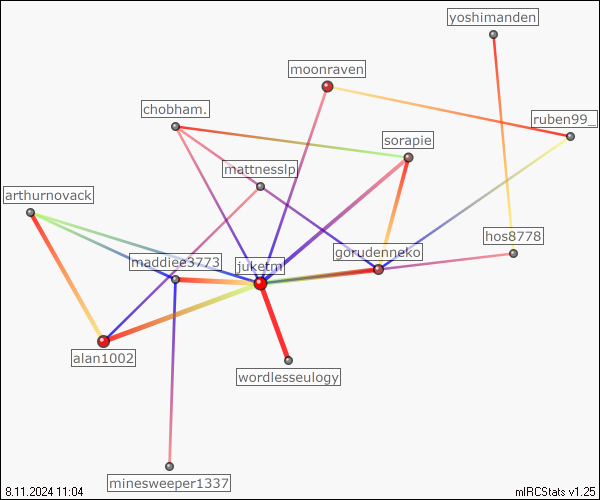 yoshimanden
moonraven
chobham.
ruben99_
sorapie
mattnesslp
arthurnovack
hos8778
gorudenneko
maddiee3773
juketm
alan1002
wordlesseulogy
minesweeper1337
8.11.2024 11:04
mIRCStats v1.25